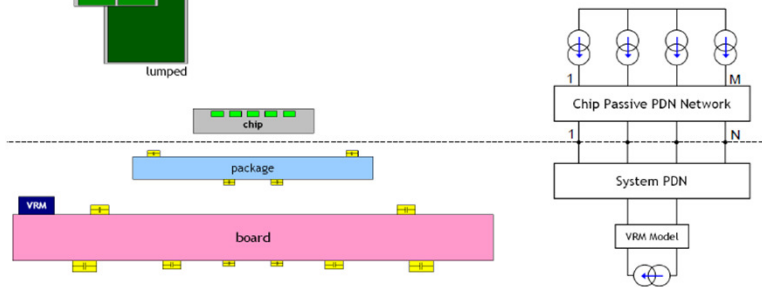 lumped
chip
package
VRM
board
1
M
Chip Passive PDN Network
1
N
System PDN
VRM Model